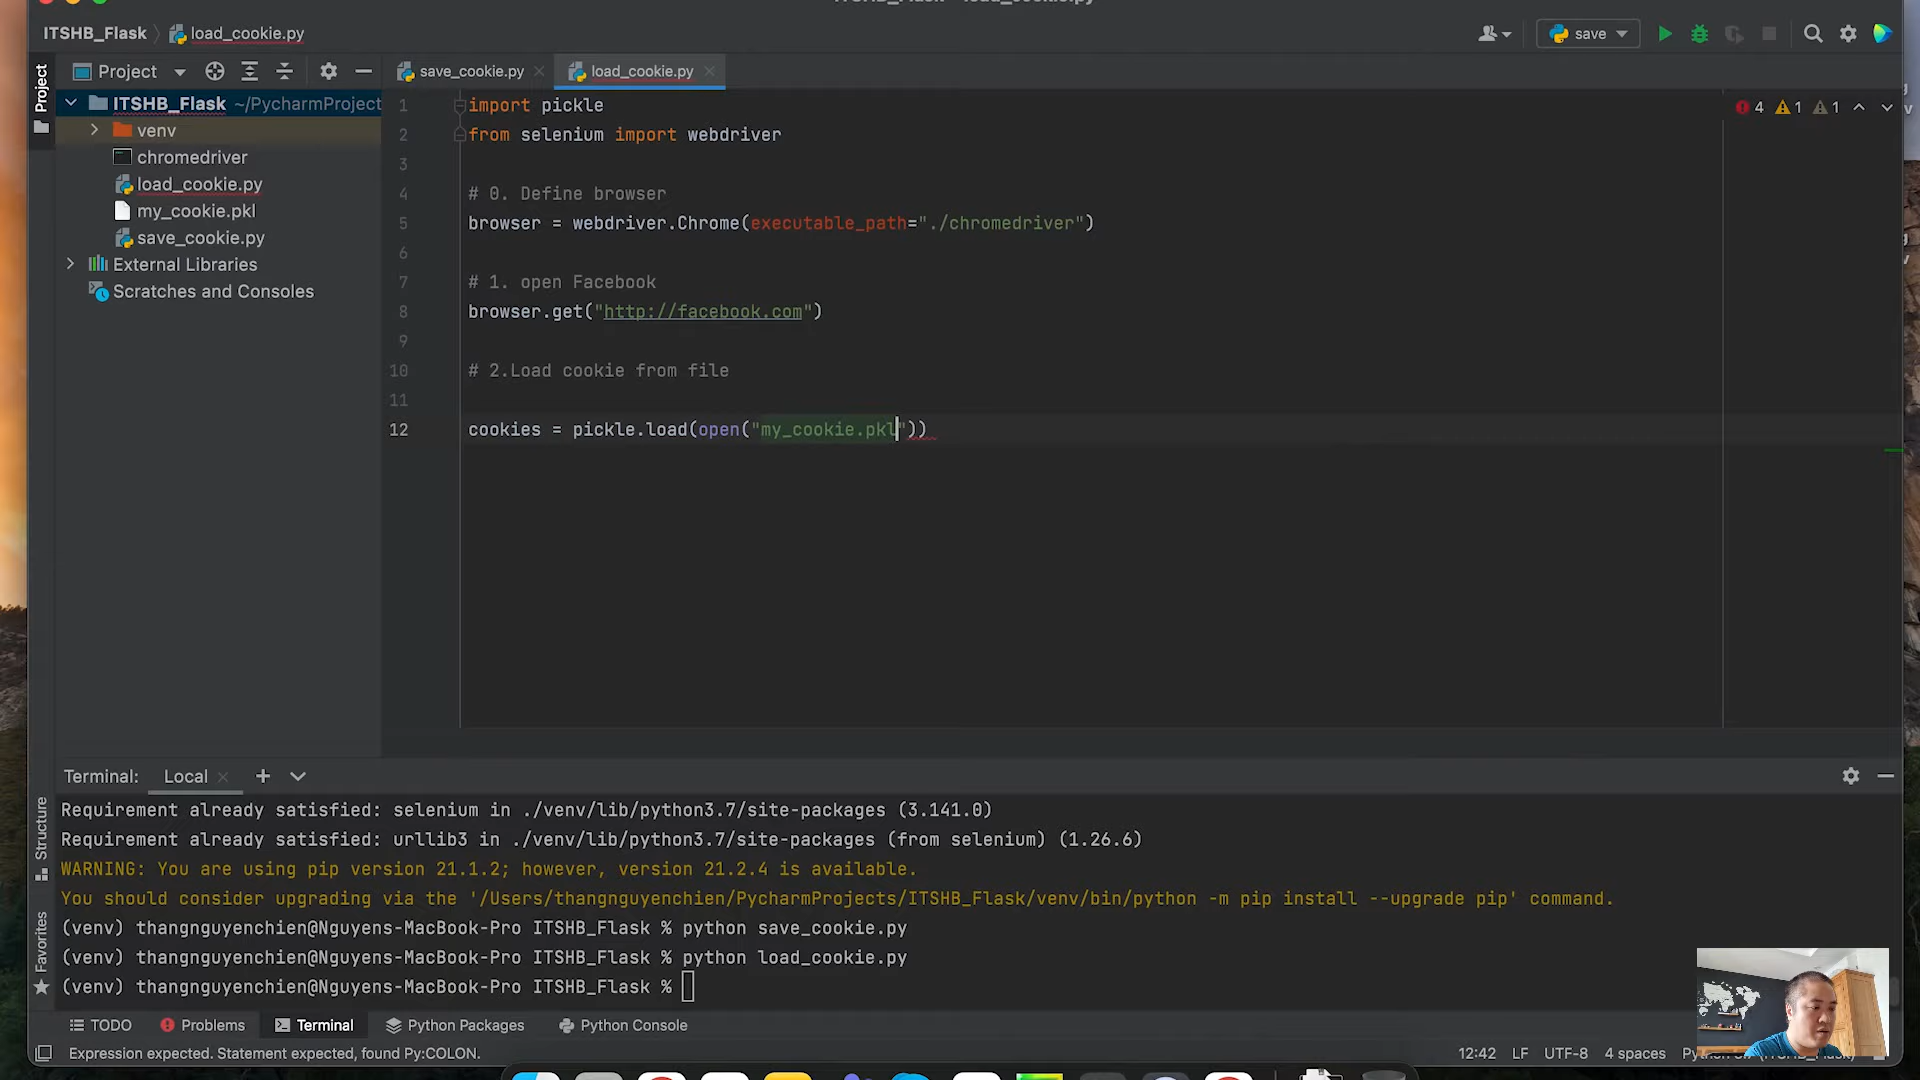 ITSHB_Flask
load_cookie.py
save
Project
Project
save_cookie.py
load_cookie.py
ITSHB_Flask ~/PycharmProject
venv
chromedriver
load_cookie.py
my_cookie.pkl
save_cookie.py
External Libraries
Scratches and Consoles
4 1 1
1 import pickle
2 from selenium import webdriver
3
4 # 0. Define browser
5 browser = webdriver.Chrome(executable_path="./chromedriver")
6
7 # 1. open Facebook
8 browser.get("http://facebook.com")
9
10 # 2.Load cookie from file
11
12 cookies = pickle.load(open("my_cookie.pkl"))
Terminal: Local
Requirement already satisfied: selenium in ./venv/lib/python3.7/site-packages (3.141.0)
Requirement already satisfied: urllib3 in ./venv/lib/python3.7/site-packages (from selenium) (1.26.6)
WARNING: You are using pip version 21.1.2; however, version 21.2.4 is available.
You should consider upgrading via the '/Users/thangnguyenchien/PycharmProjects/ITSHB_Flask/venv/bin/python -m pip install --upgrade pip' command.
(venv) thangnguyenchien@Nguyens-MacBook-Pro ITSHB_Flask % python save_cookie.py
(venv) thangnguyenchien@Nguyens-MacBook-Pro ITSHB_Flask % python load_cookie.py
(venv) thangnguyenchien@Nguyens-MacBook-Pro ITSHB_Flask %
Structure
Favorites
TODO Problems Terminal Python Packages Python Console
Expression expected. Statement expected, found Py:COLON.
12:42 LF UTF-8 4 spaces